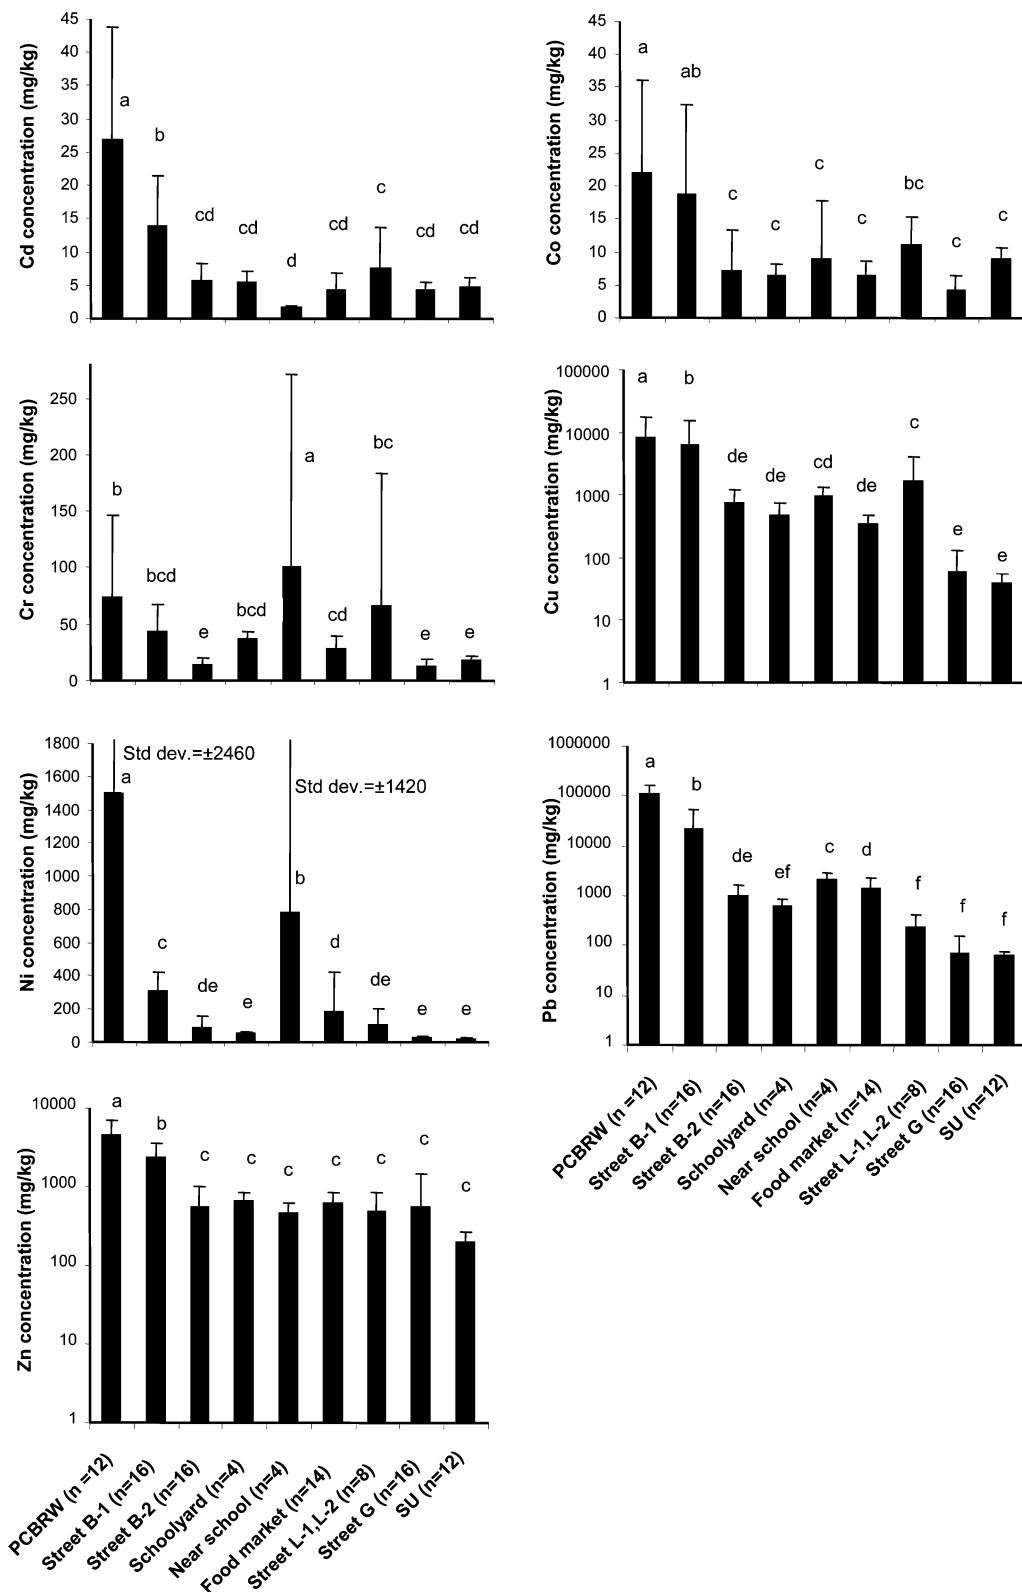 Cd concentration (mg/kg)
45
40
35
30
25
20
15
10
5
0
a
b
cd
cd
d
cd
c
cd
cd
Co concentration (mg/kg)
45
40
35
30
25
20
15
10
5
0
a
ab
c
c
c
c
bc
c
c
Cr concentration (mg/kg)
250
200
150
100
50
0
b
bcd
e
bcd
a
cd
bc
e
e
Cu concentration (mg/kg)
100000
10000
1000
100
10
1
a
b
de
de
cd
de
c
e
e
Ni concentration (mg/kg)
1800
1600
1400
1200
1000
800
600
400
200
0
Std dev.=±2460
a
c
de
e
Std dev.=±1420
b
d
de
e
e
Pb concentration (mg/kg)
1000000
100000
10000
1000
100
10
1
a
b
de
ef
c
d
f
f
f
PCBRW (n =12)
Street B-1 (n=16)
Street B-2 (n=16)
Schoolyard (n=4)
Near school (n=4)
Food market (n=14)
Street L-1,L-2 (n=8)
Street G (n=16)
SU (n=12)
Zn concentration (mg/kg)
10000
1000
100
10
1
a
b
c
c
c
c
c
c
c
PCBRW (n =12)
Street B-1 (n=16)
Street B-2 (n=16)
Schoolyard (n=4)
Near school (n=4)
Food market (n=14)
Street L-1,L-2 (n=8)
Street G (n=16)
SU (n=12)